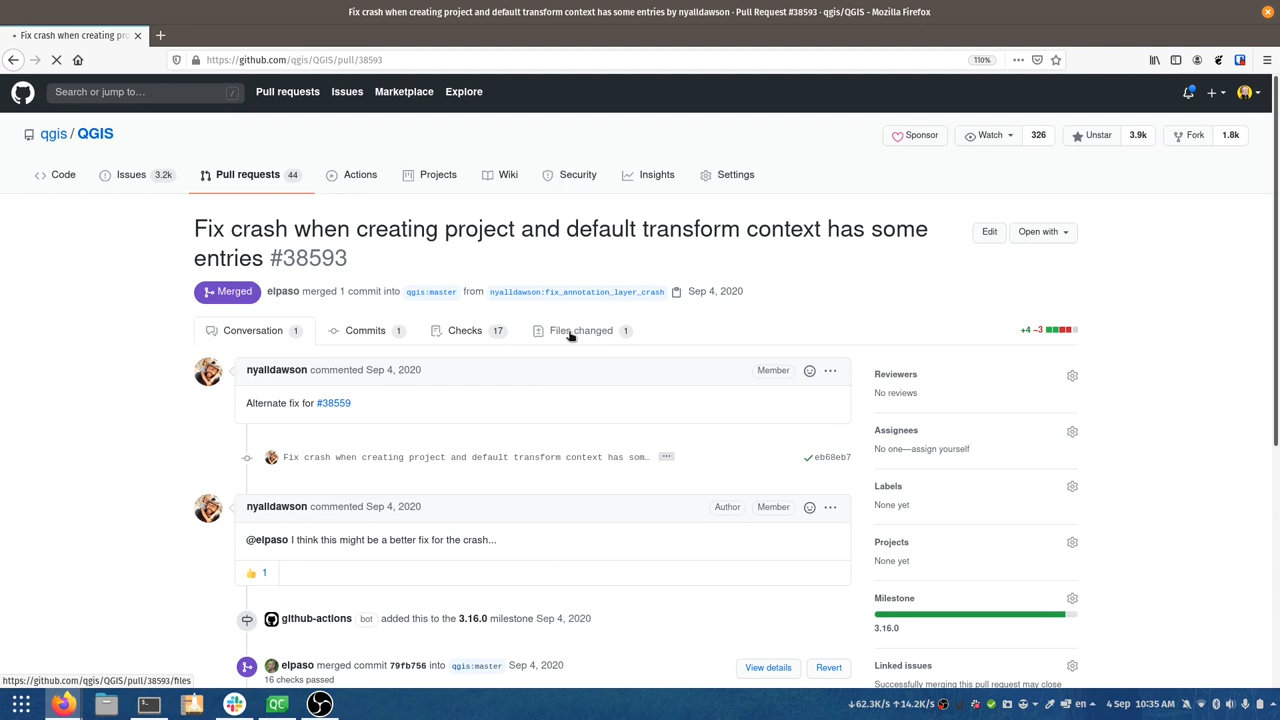 Fix crash when creating project and default transform context has some entries by nyalldawson · Pull Request #38593 · qgis/QGIS - Mozilla Firefox
Fix crash when creating pro
https://github.com/qgis/QGIS/pull/38593
110%
Search or jump to…
/
Pull requests
Issues
Marketplace
Explore
qgis / QGIS
Sponsor
Watch
326
Unstar
3.9k
Fork
1.8k
Code
Issues 3.2k
Pull requests 44
Actions
Projects
Wiki
Security
Insights
Settings
Fix crash when creating project and default transform context has some
entries #38593
Edit
Open with
Merged
elpaso merged 1 commit into qgis:master from nyalldawson:fix_annotation_layer_crash Sep 4, 2020
Conversation 1
Commits 1
Checks 17
Files changed 1
+4 −3
nyalldawson commented Sep 4, 2020
Member
Alternate fix for #38559
Fix crash when creating project and default transform context has som…
eb68eb7
nyalldawson commented Sep 4, 2020
Author
Member
@elpaso I think this might be a better fix for the crash...
👍 1
github-actions bot added this to the 3.16.0 milestone Sep 4, 2020
elpaso merged commit 79fb756 into qgis:master Sep 4, 2020
16 checks passed
View details
Revert
Reviewers
No reviews
Assignees
No one—assign yourself
Labels
None yet
Projects
None yet
Milestone
3.16.0
Linked issues
Successfully merging this pull request may close
https://github.com/qgis/QGIS/pull/38593/files
QC
↓62.3K/s ↑14.2K/s
en
4 Sep 10:35 AM